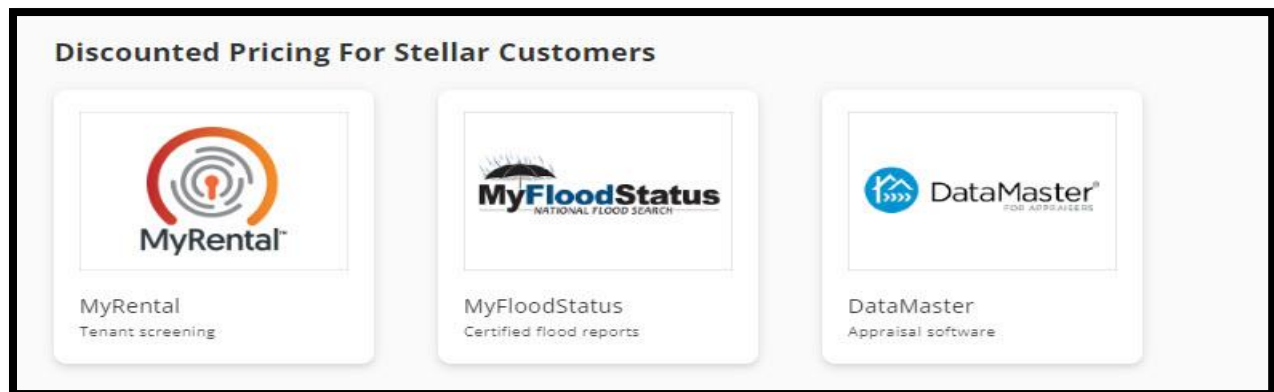 Discounted Pricing For Stellar Customers
MyRental™
MyRental
Tenant screening
MyFloodStatus
NATIONAL FLOOD SEARCH
MyFloodStatus
Certified flood reports
DataMaster®
FOR APPRAISERS
DataMaster
Appraisal software